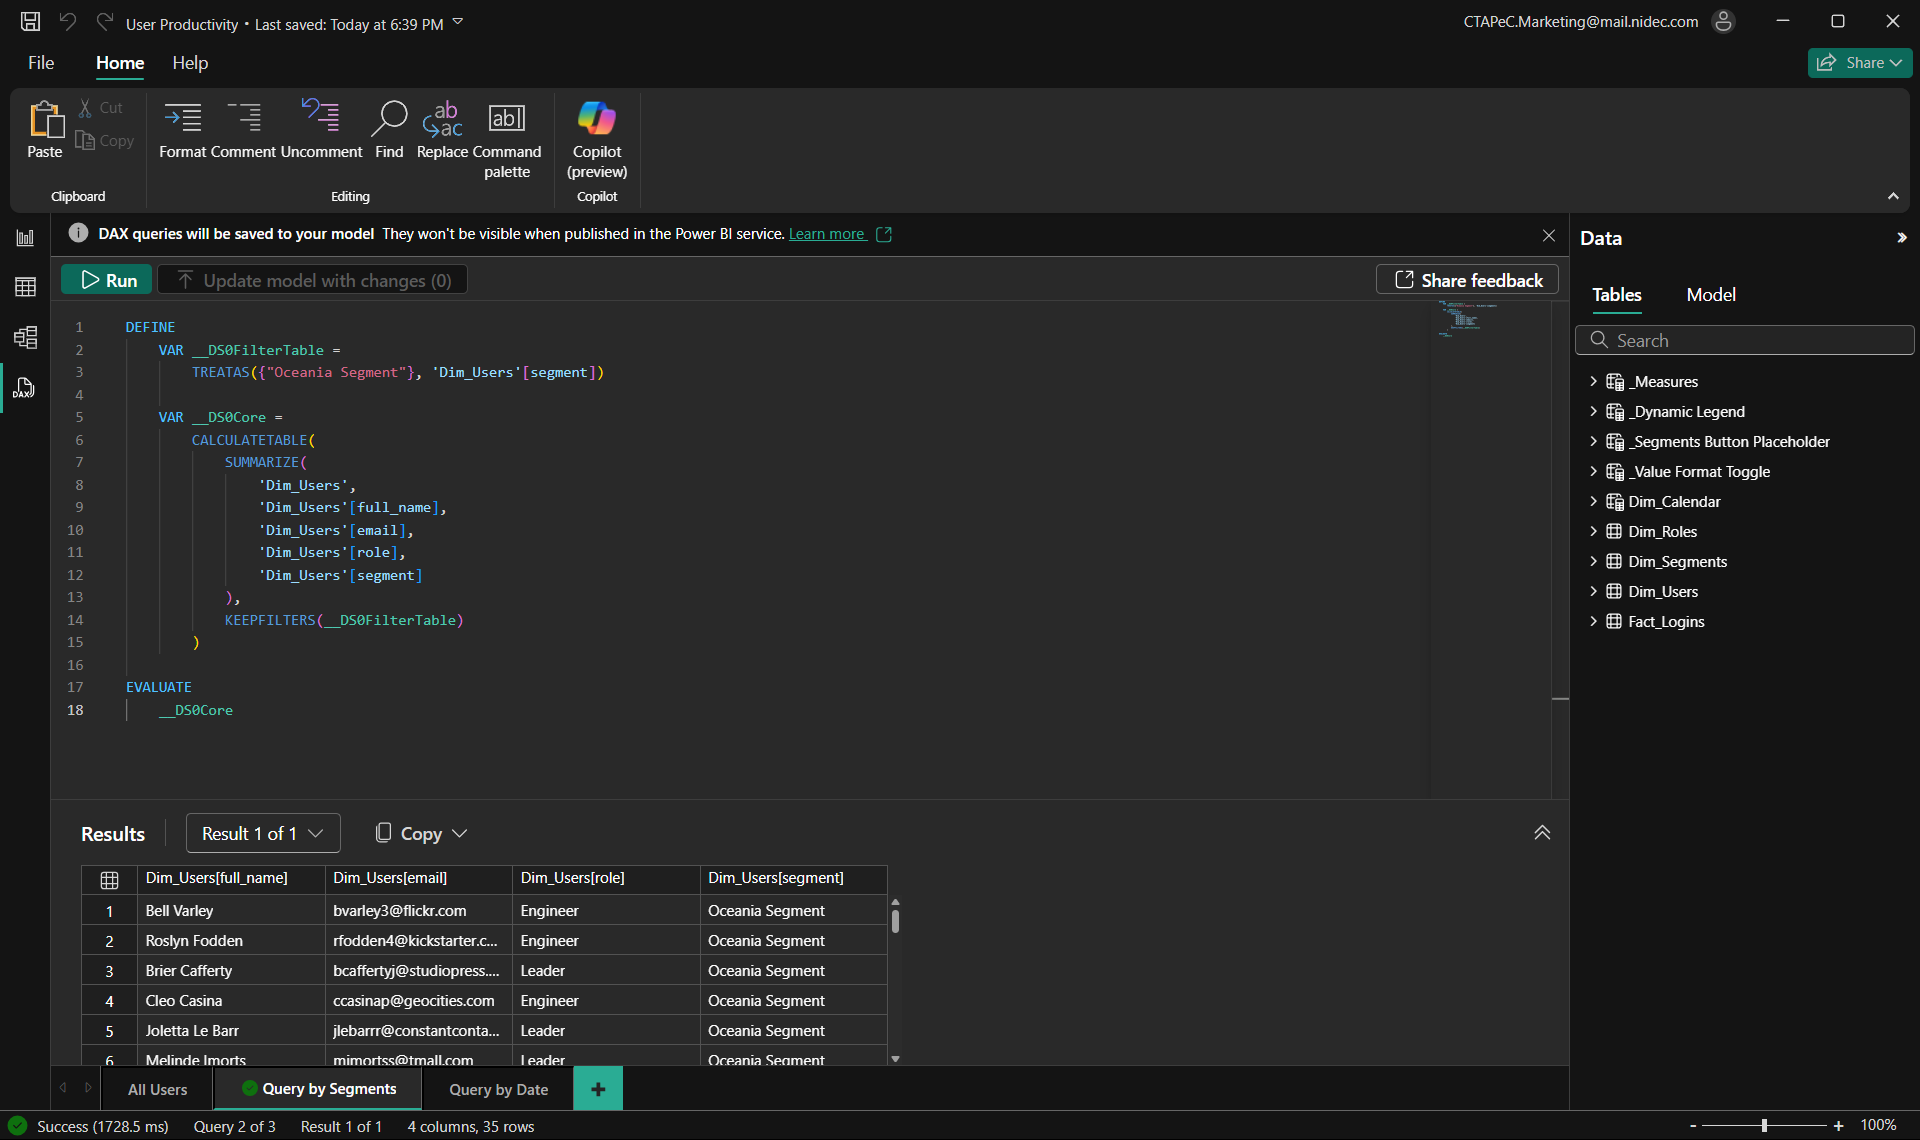 User Productivity • Last saved: Today at 6:39 PM
CTAPeC.Marketing@mail.nidec.com
File Home Help
Share
Paste
Cut
Copy
Clipboard
Format Comment Uncomment Find Replace Command palette
Editing
Copilot (preview)
Copilot
DAX queries will be saved to your model They won't be visible when published in the Power BI service. Learn more
Run
Update model with changes (0)
Share feedback
1 DEFINE
2 VAR __DS0FilterTable =
3 TREATAS({"Oceania Segment"}, 'Dim_Users'[segment])
4
5 VAR __DS0Core =
6 CALCULATETABLE(
7 SUMMARIZE(
8 'Dim_Users',
9 'Dim_Users'[full_name],
10 'Dim_Users'[email],
11 'Dim_Users'[role],
12 'Dim_Users'[segment]
13 ),
14 KEEPFILTERS(__DS0FilterTable)
15 )
16
17 EVALUATE
18 __DS0Core
DAX
Data
Tables Model
Search
_Measures
_Dynamic Legend
_Segments Button Placeholder
_Value Format Toggle
Dim_Calendar
Dim_Roles
Dim_Segments
Dim_Users
Fact_Logins
Results Result 1 of 1 Copy
Dim_Users[full_name] Dim_Users[email] Dim_Users[role] Dim_Users[segment]
1 Bell Varley bvarley3@flickr.com Engineer Oceania Segment
2 Roslyn Fodden rfodden4@kickstarter.c... Engineer Oceania Segment
3 Brier Cafferty bcaffertyj@studiopress.... Leader Oceania Segment
4 Cleo Casina ccasinap@geocities.com Engineer Oceania Segment
5 Joletta Le Barr jlebarrr@constantconta... Leader Oceania Segment
6 Melinde Imorts mimortss@tmall.com Leader Oceania Segment
All Users Query by Segments Query by Date +
Success (1728.5 ms) Query 2 of 3 Result 1 of 1 4 columns, 35 rows
- + 100%